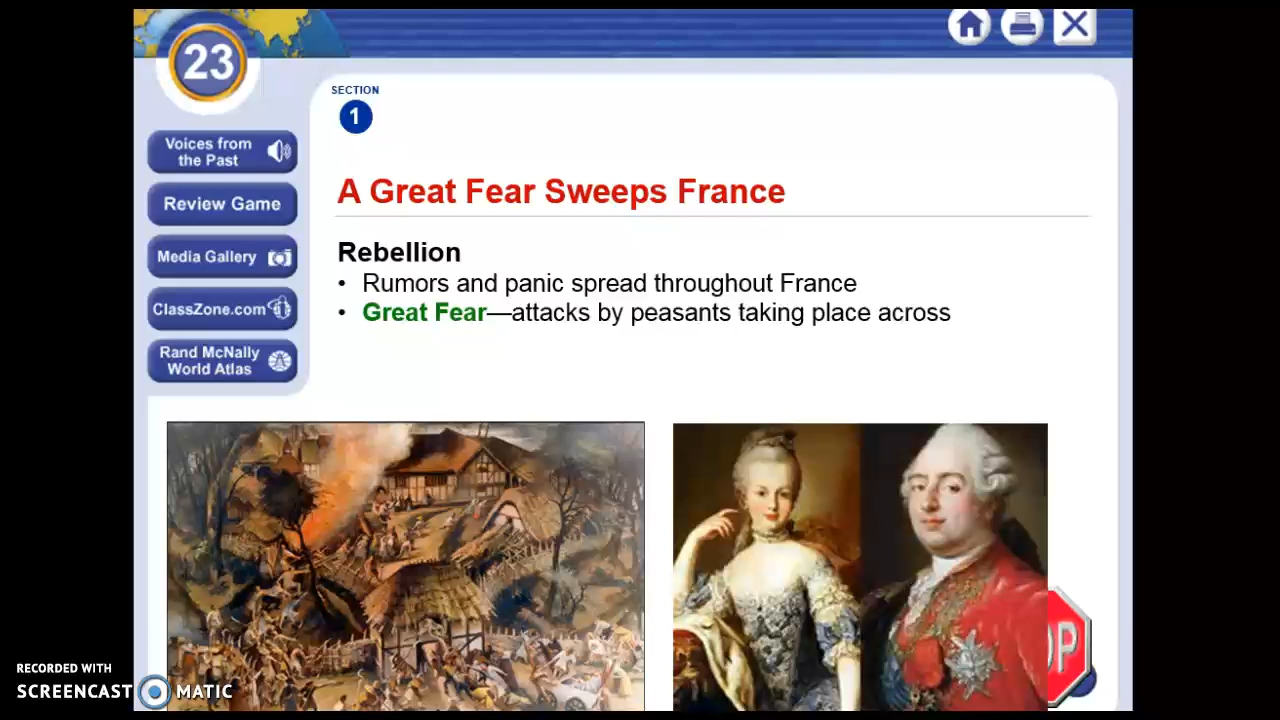 23
SECTION
1
Voices from
the Past
Review Game
Media Gallery
ClassZone.com
Rand McNally
World Atlas
A Great Fear Sweeps France
Rebellion
• Rumors and panic spread throughout France
• Great Fear—attacks by peasants taking place across
OP
RECORDED WITH
SCREENCAST MATIC